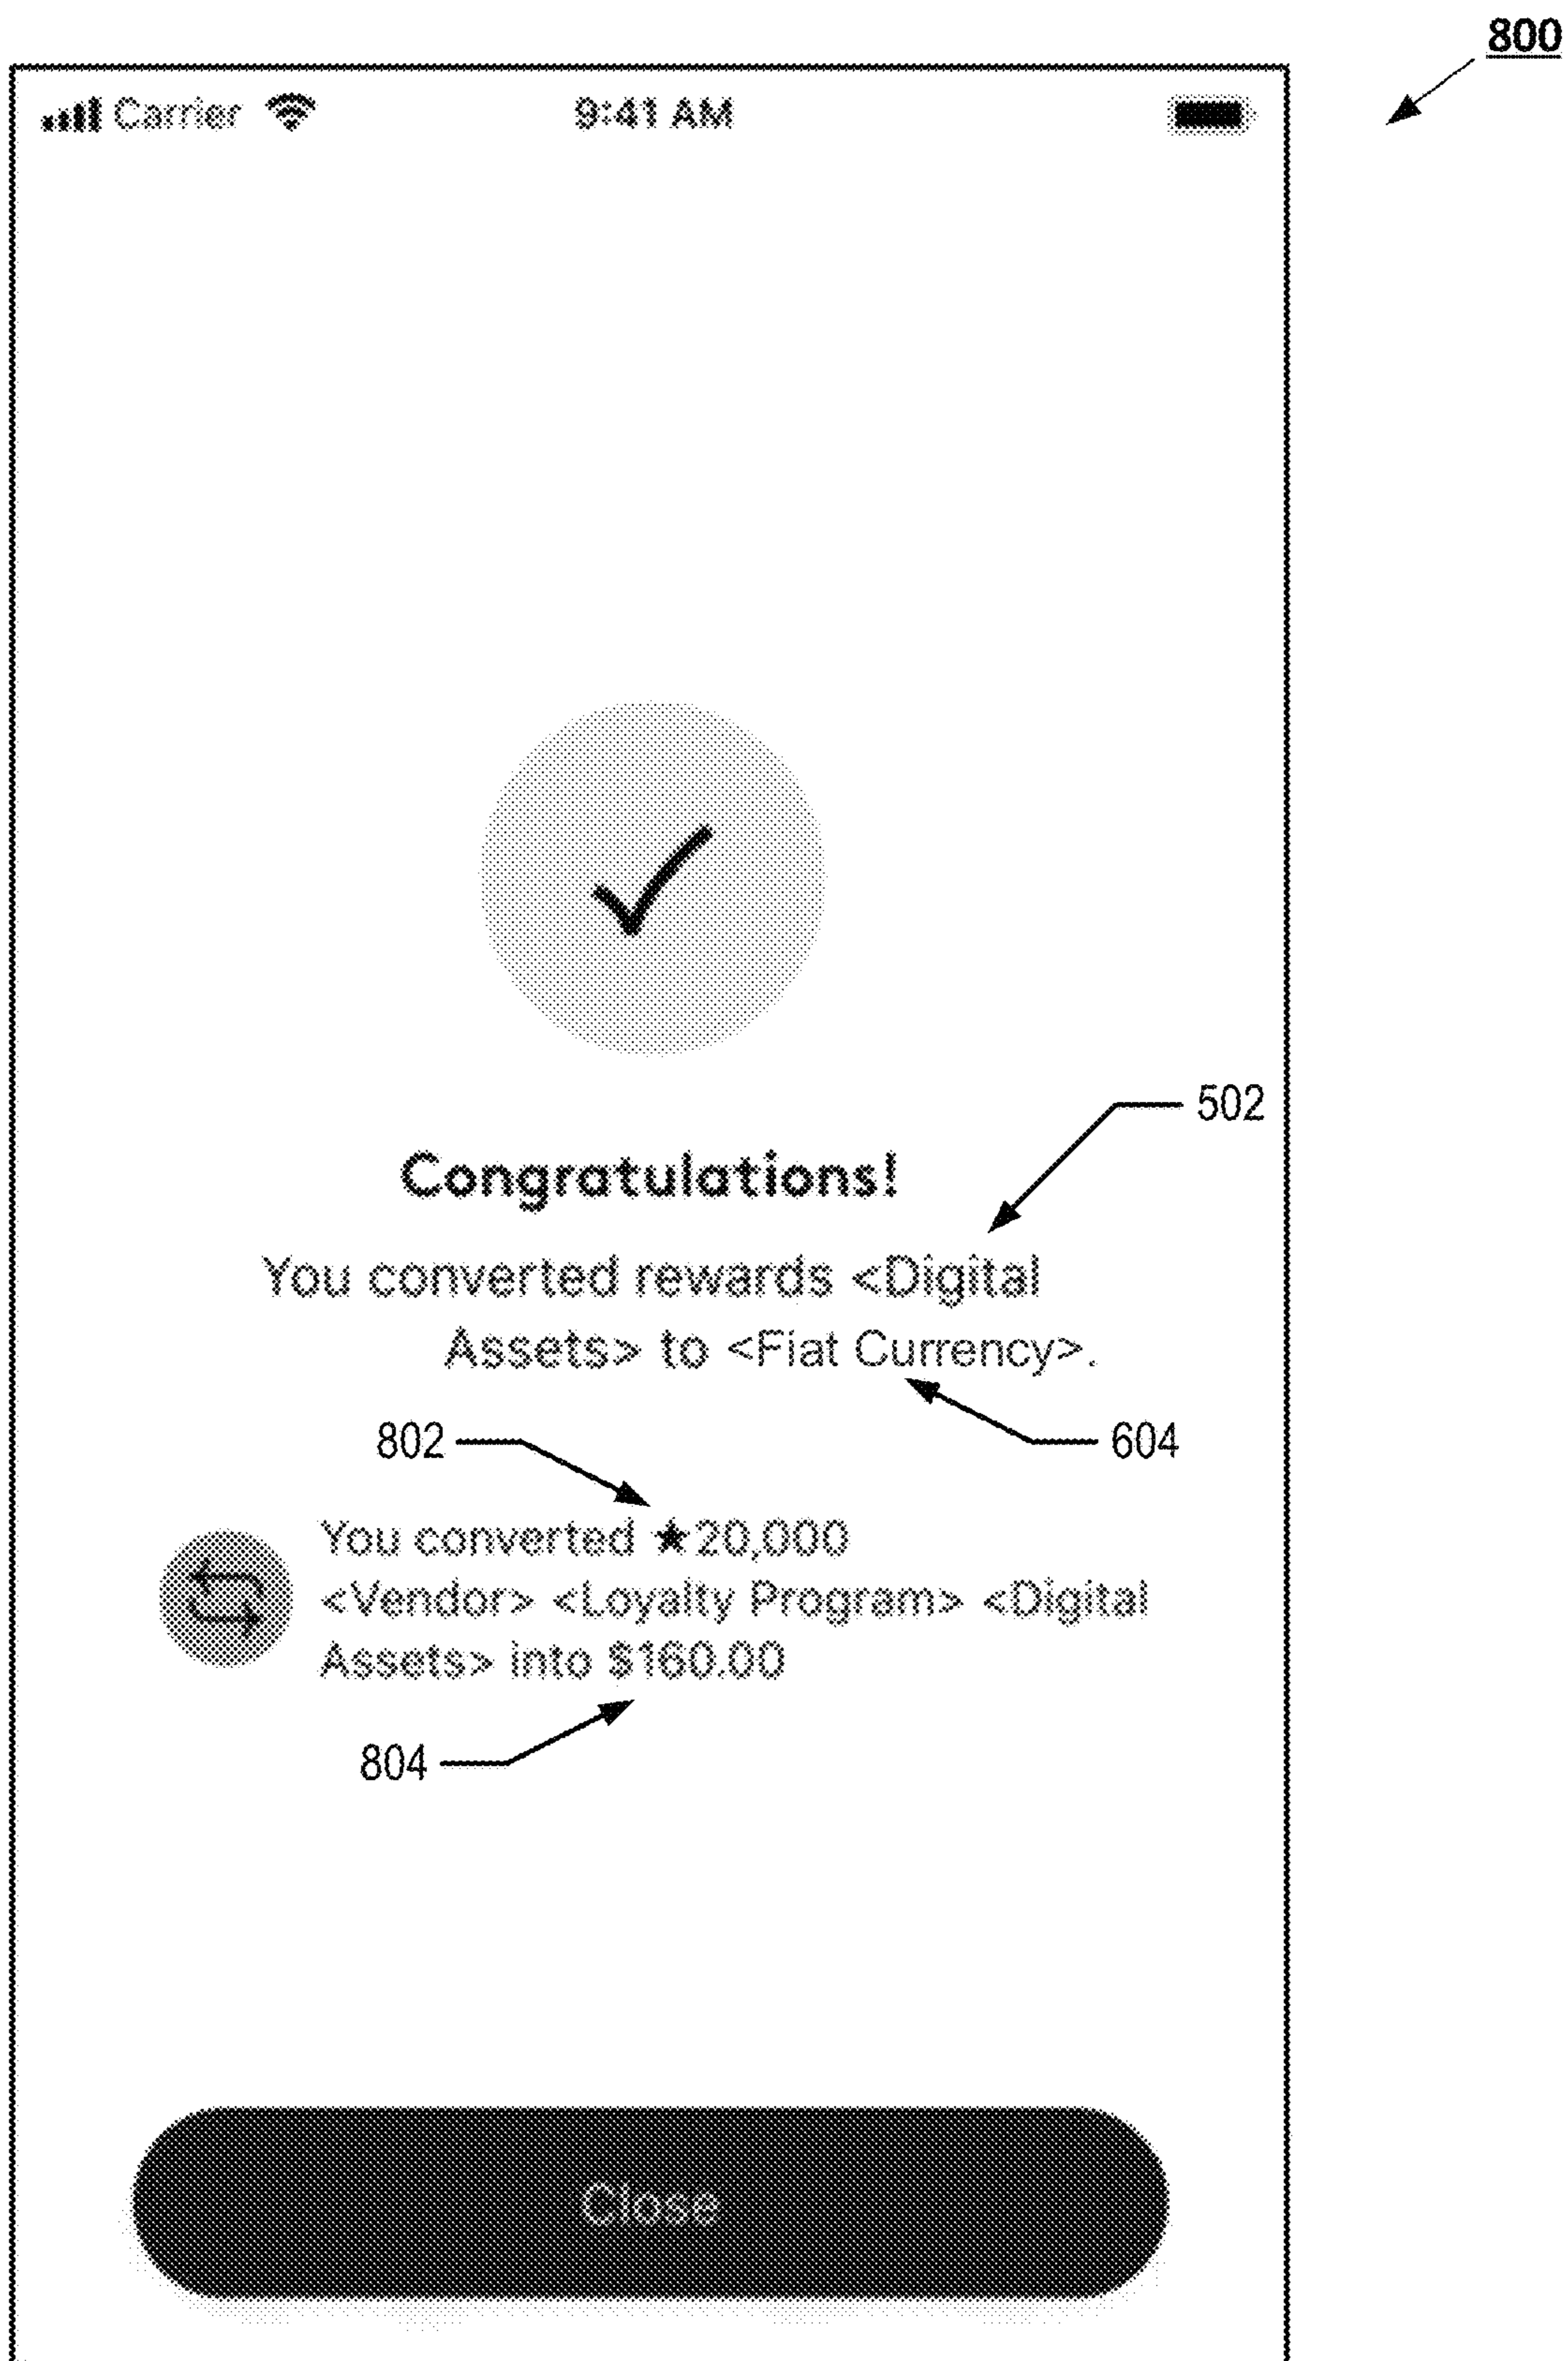 800
Carrier 9:41 AM
502
Congratulations!
You converted rewards <Digital
Assets> to <Fiat Currency>.
802 604
You converted ★20,000
<Vendor> <Loyalty Program> <Digital
Assets> into $160.00
804
Close